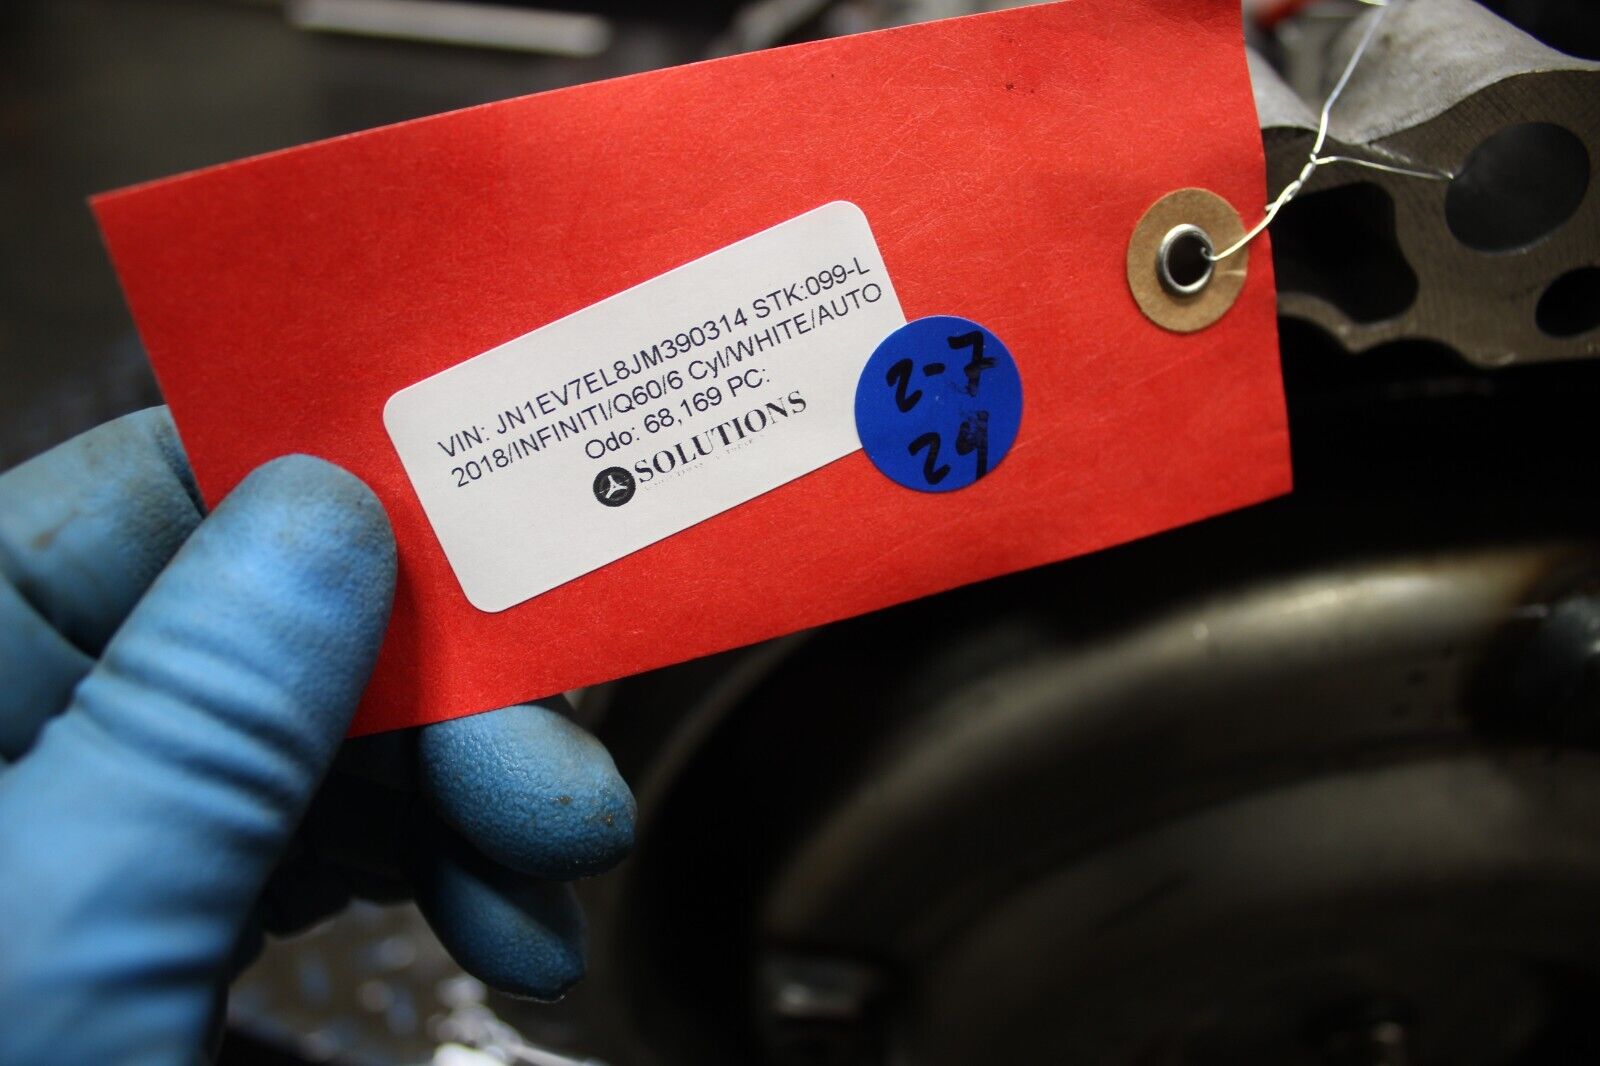 VIN: JN1EV7EL8JM390314 STK:099-L
2018/INFINITI/Q60/6 Cyl/WHITE/AUTO
Odo: 68,169 PC:
SOLUTIONS
2-7
24